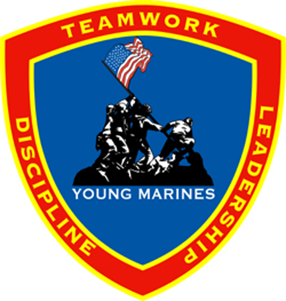 TEAMWORK
DISCIPLINE
LEADERSHIP
YOUNG MARINES